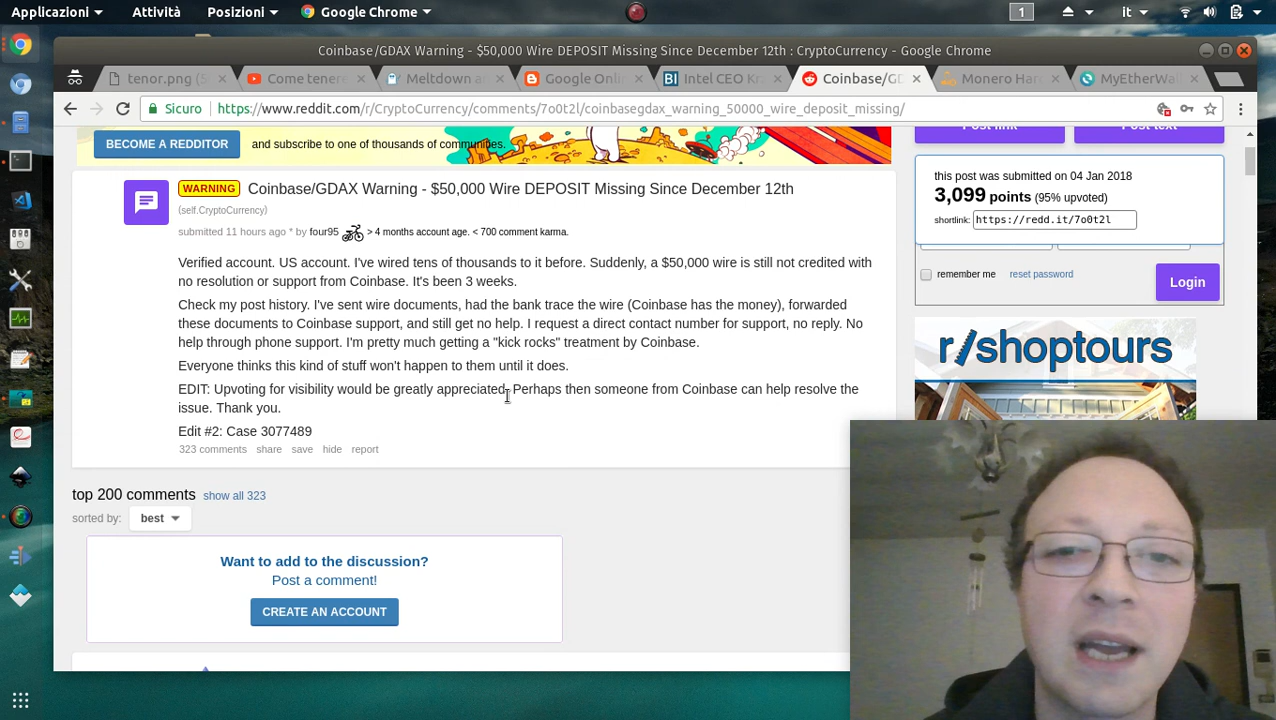 Applicazioni
Attività
Posizioni
Google Chrome
1
it
Coinbase/GDAX Warning - $50,000 Wire DEPOSIT Missing Since December 12th : CryptoCurrency - Google Chrome
tenor.png (5
Come tenere
Meltdown a
Google Onli
BI
Intel CEO Kr
Coinbase/GD
Monero Har
MyEtherWal
Sicuro
https://www.reddit.com/r/CryptoCurrency/comments/7o0t2l/coinbasegdax_warning_50000_wire_deposit_missing/
BECOME A REDDITOR
and subscribe to one of thousands of communities.
Post link
Post text
WARNING Coinbase/GDAX Warning - $50,000 Wire DEPOSIT Missing Since December 12th
(self.CryptoCurrency)
submitted 11 hours ago * by four95 > 4 months account age. < 700 comment karma.
Verified account. US account. I've wired tens of thousands to it before. Suddenly, a $50,000 wire is still not credited with
no resolution or support from Coinbase. It's been 3 weeks.
Check my post history. I've sent wire documents, had the bank trace the wire (Coinbase has the money), forwarded
these documents to Coinbase support, and still get no help. I request a direct contact number for support, no reply. No
help through phone support. I'm pretty much getting a "kick rocks" treatment by Coinbase.
Everyone thinks this kind of stuff won't happen to them until it does.
EDIT: Upvoting for visibility would be greatly appreciated. Perhaps then someone from Coinbase can help resolve the
issue. Thank you.
Edit #2: Case 3077489
323 comments share save hide report
this post was submitted on 04 Jan 2018
3,099 points (95% upvoted)
shortlink: https://redd.it/7o0t2l
remember me
reset password
Login
r/shoptours
top 200 comments show all 323
sorted by: best
Want to add to the discussion?
Post a comment!
CREATE AN ACCOUNT